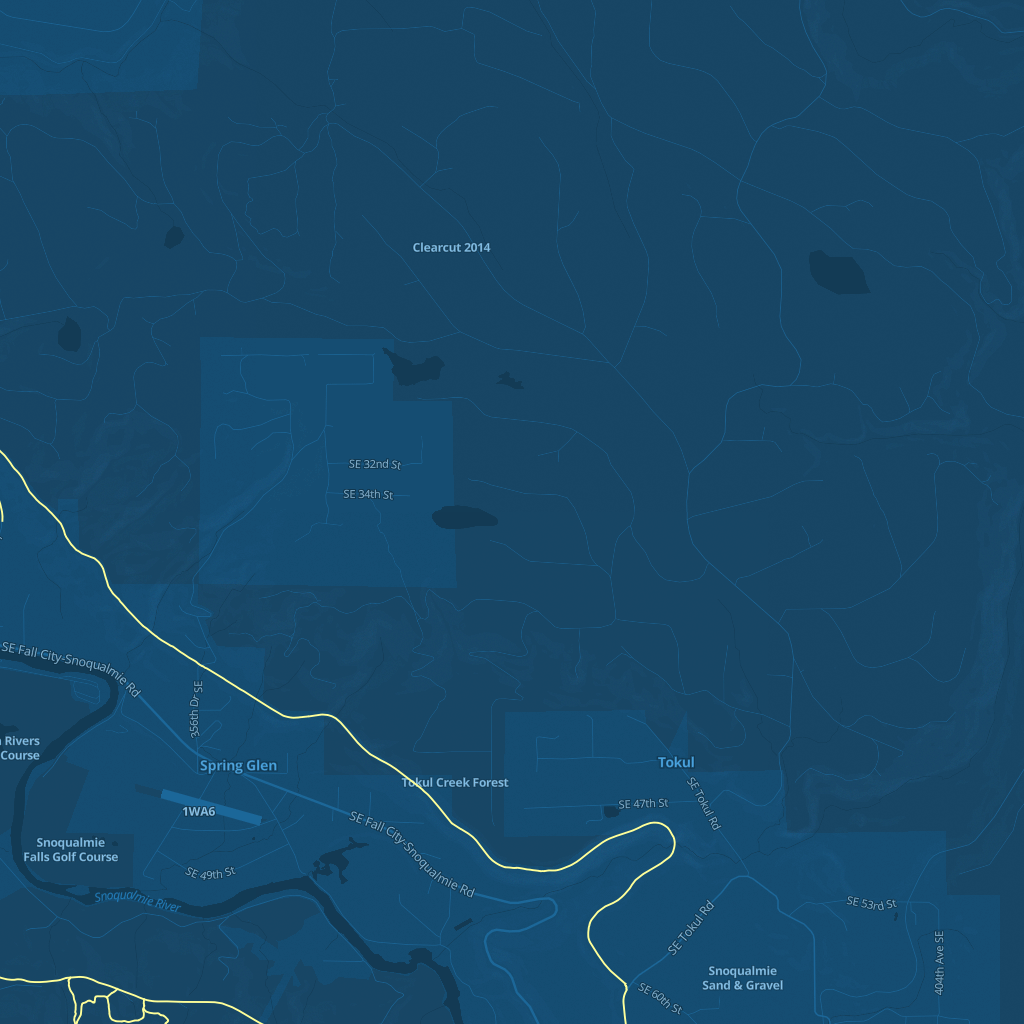 Clearcut 2014
SE 32nd St
SE 34th St
SE Fall City-Snoqualmie Rd
356th Dr SE
Rivers
Course
Spring Glen
Tokul
Tokul Creek Forest
SE Tokul Rd
SE 47th St
1WA6
SE Fall City-Snoqualmie Rd
Snoqualmie
Falls Golf Course
SE 49th St
Snoqualmie River
SE 53rd St
SE Tokul Rd
404th Ave SE
Snoqualmie
Sand & Gravel
SE 60th St